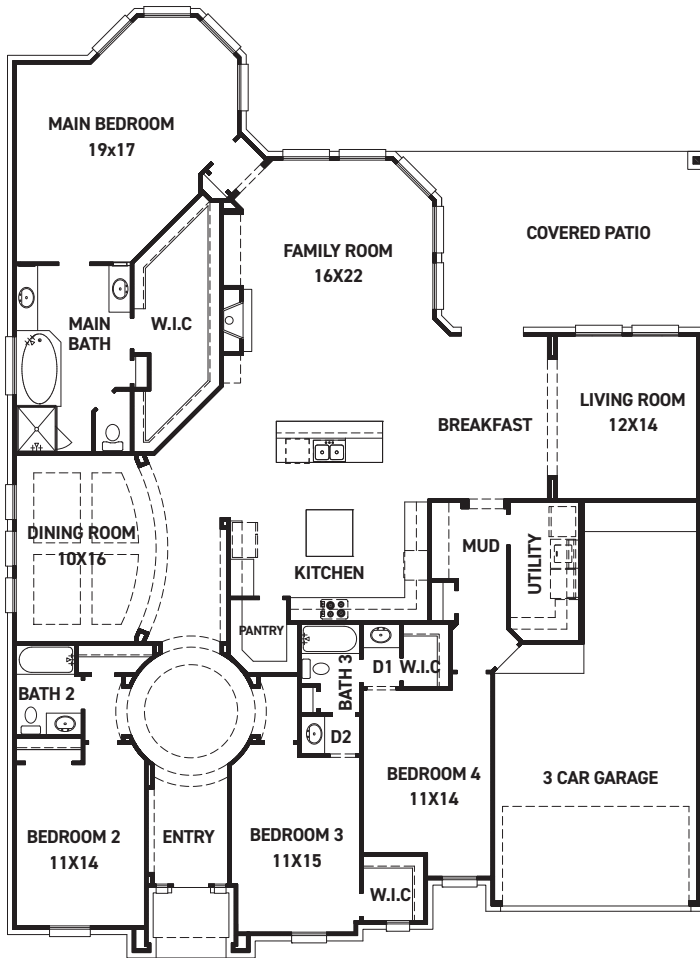 MAIN BEDROOM
19x17
FAMILY ROOM
16X22
COVERED PATIO
MAIN
BATH
W.I.C
LIVING ROOM
12X14
BREAKFAST
DINING ROOM
10X16
KITCHEN
MUD
UTILITY
PANTRY
BATH 2
BATH 3
D1
W.I.C
D2
BEDROOM 4
11X14
3 CAR GARAGE
BEDROOM 2
11X14
ENTRY
BEDROOM 3
11X15
W.I.C